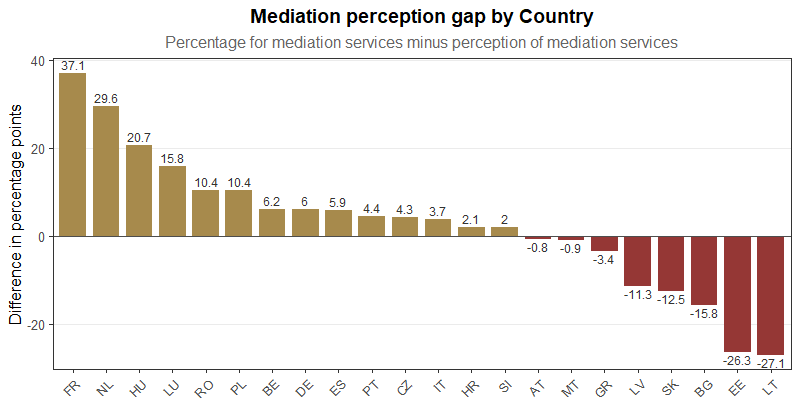 Mediation perception gap by Country
Percentage for mediation services minus perception of mediation services
Difference in percentage points
40
20
0
-20
37.1
29.6
20.7
15.8
10.4
10.4
6.2
6
5.9
4.4
4.3
3.7
2.1
2
-0.8
-0.9
-3.4
-11.3
-12.5
-15.8
-26.3
-27.1
FR
NL
HU
LU
RO
PL
BE
DE
ES
PT
CZ
IT
HR
SI
AT
MT
GR
LV
SK
BG
EE
LT